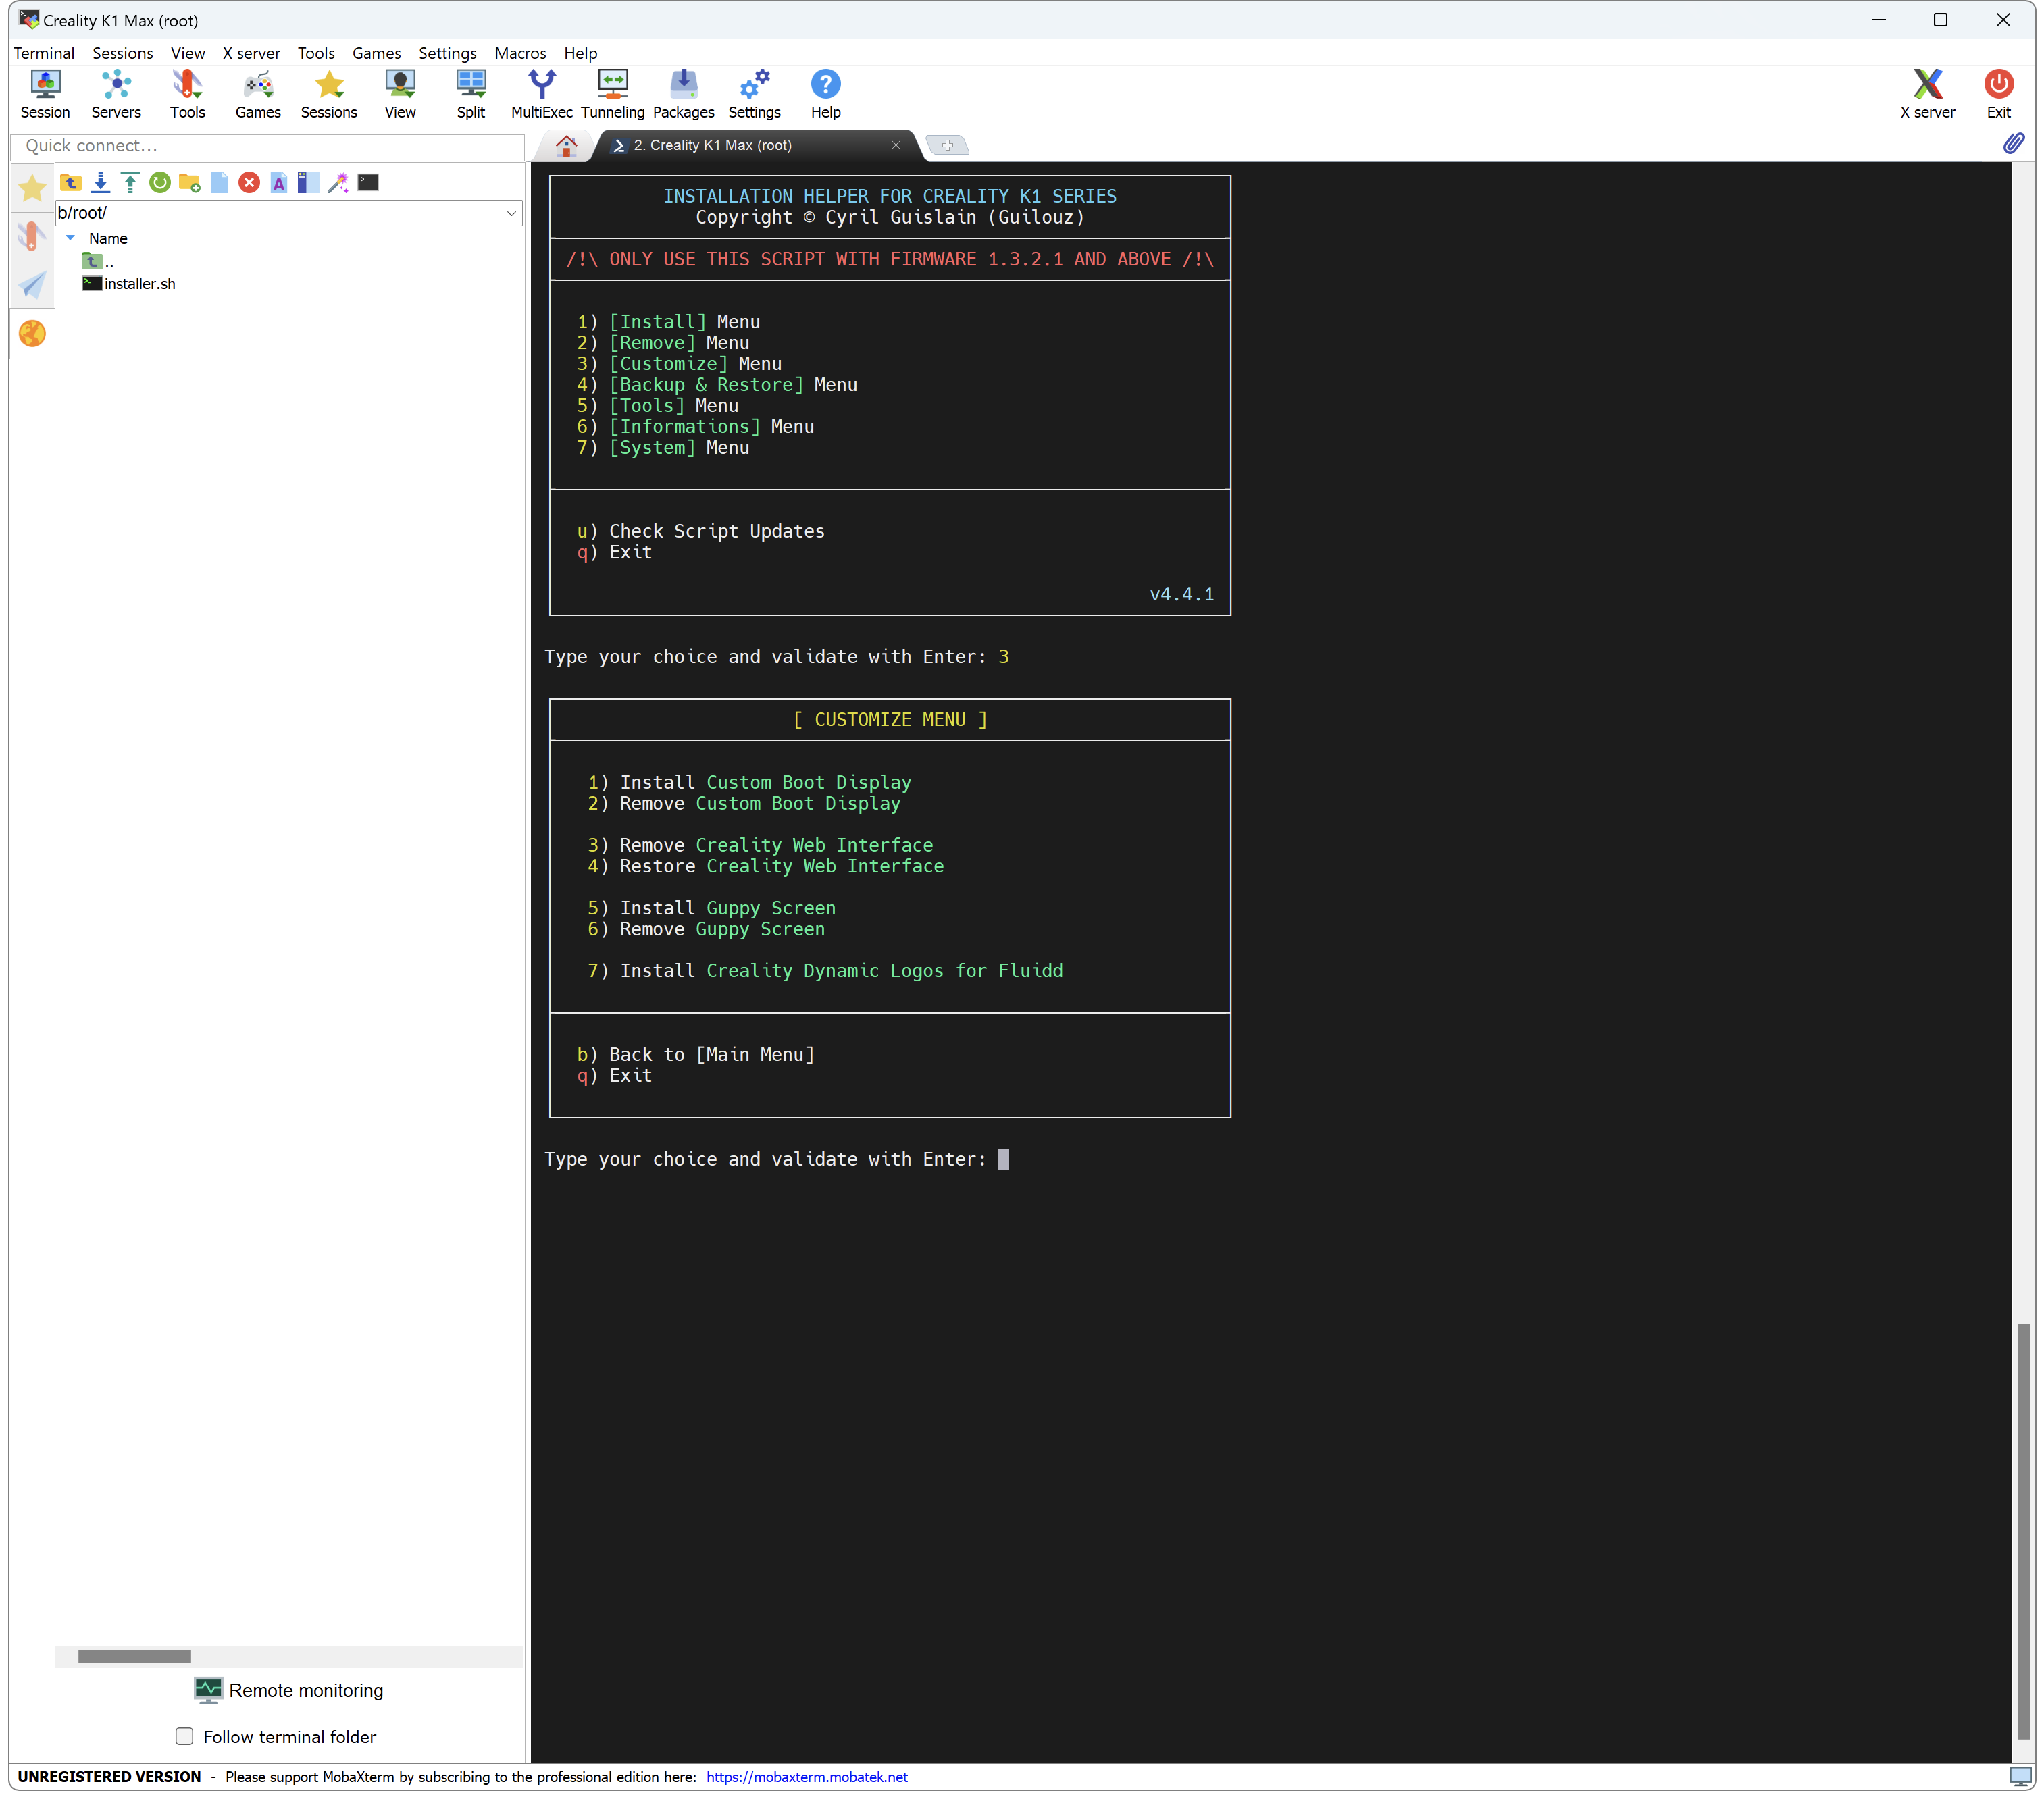 Creality K1 Max (root)
Terminal Sessions View X server Tools Games Settings Macros Help
Session Servers Tools Games Sessions View Split MultiExec Tunneling Packages Settings Help X server Exit
Quick connect...
2. Creality K1 Max (root)
b/root/
Name
..
installer.sh
INSTALLATION HELPER FOR CREALITY K1 SERIES
Copyright © Cyril Guislain (Guilouz)
/!\ ONLY USE THIS SCRIPT WITH FIRMWARE 1.3.2.1 AND ABOVE /!\
1) [Install] Menu
2) [Remove] Menu
3) [Customize] Menu
4) [Backup & Restore] Menu
5) [Tools] Menu
6) [Informations] Menu
7) [System] Menu
u) Check Script Updates
q) Exit
v4.4.1
Type your choice and validate with Enter: 3
[ CUSTOMIZE MENU ]
1) Install Custom Boot Display
2) Remove Custom Boot Display
3) Remove Creality Web Interface
4) Restore Creality Web Interface
5) Install Guppy Screen
6) Remove Guppy Screen
7) Install Creality Dynamic Logos for Fluidd
b) Back to [Main Menu]
q) Exit
Type your choice and validate with Enter:
Remote monitoring
Follow terminal folder
UNREGISTERED VERSION - Please support MobaXterm by subscribing to the professional edition here: https://mobaxterm.mobatek.net